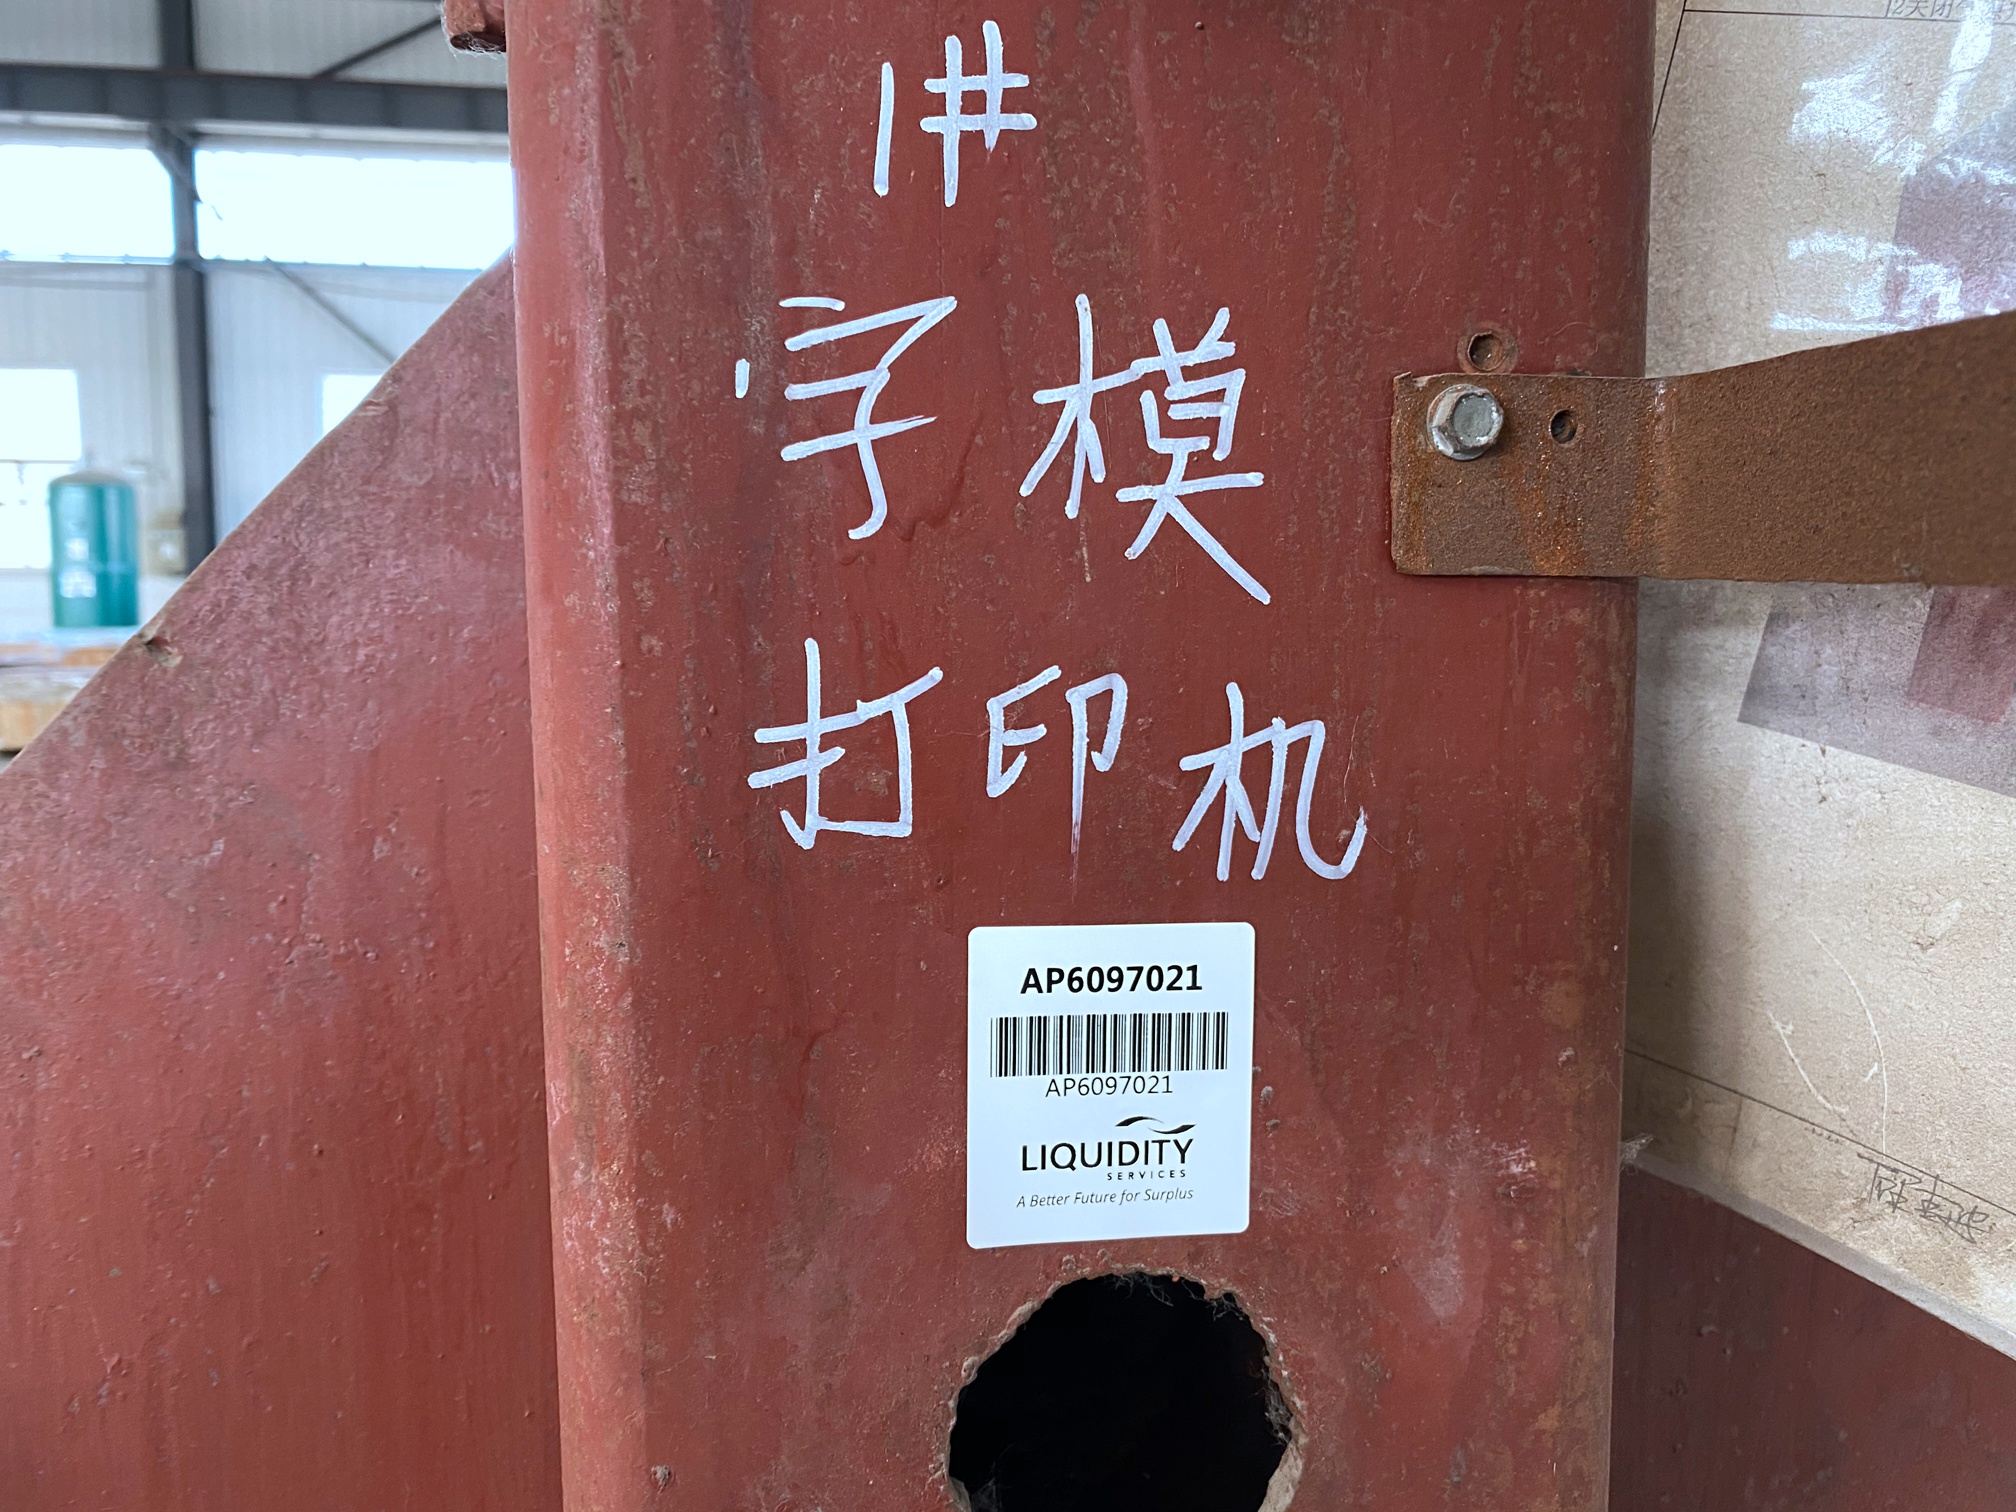 1#
字模
打印机
AP6097021
AP6097021
LIQUIDITY
SERVICES
A Better Future for Surplus